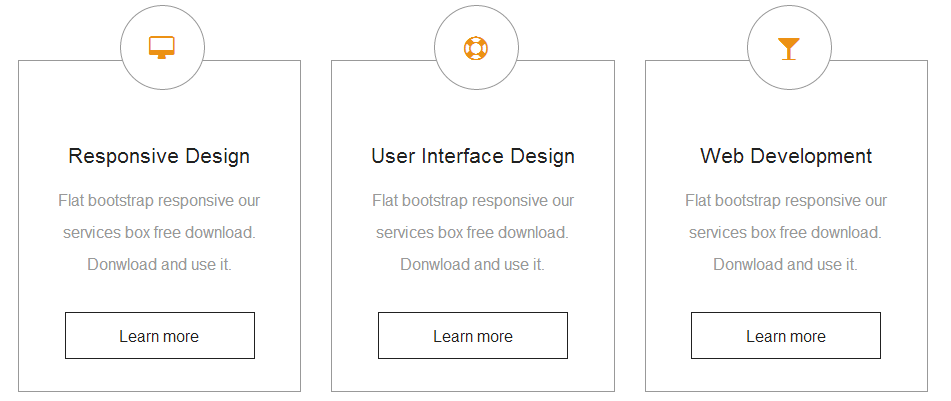 Responsive Design
Flat bootstrap responsive our
services box free download.
Donwload and use it.
Learn more
User Interface Design
Flat bootstrap responsive our
services box free download.
Donwload and use it.
Learn more
Web Development
Flat bootstrap responsive our
services box free download.
Donwload and use it.
Learn more